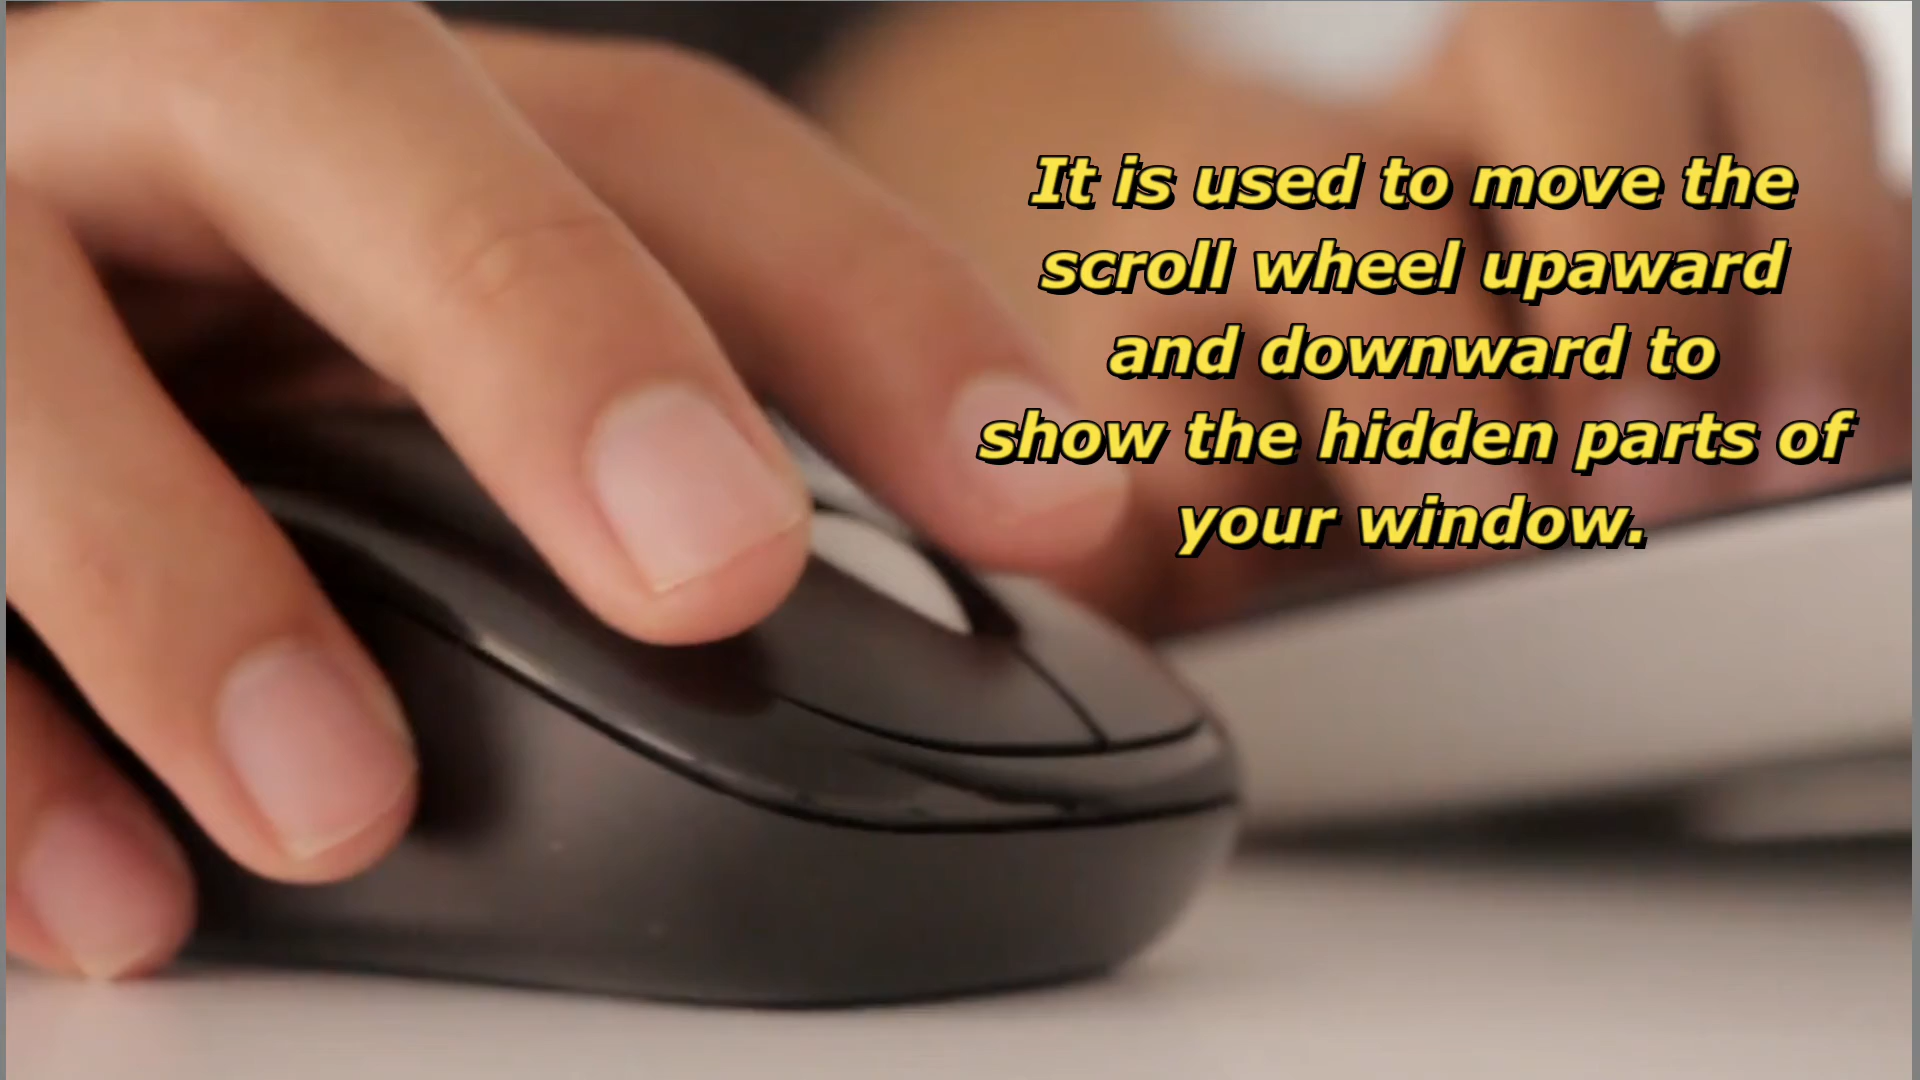 It is used to move the
scroll wheel upaward
and downward to
show the hidden parts of
your window.